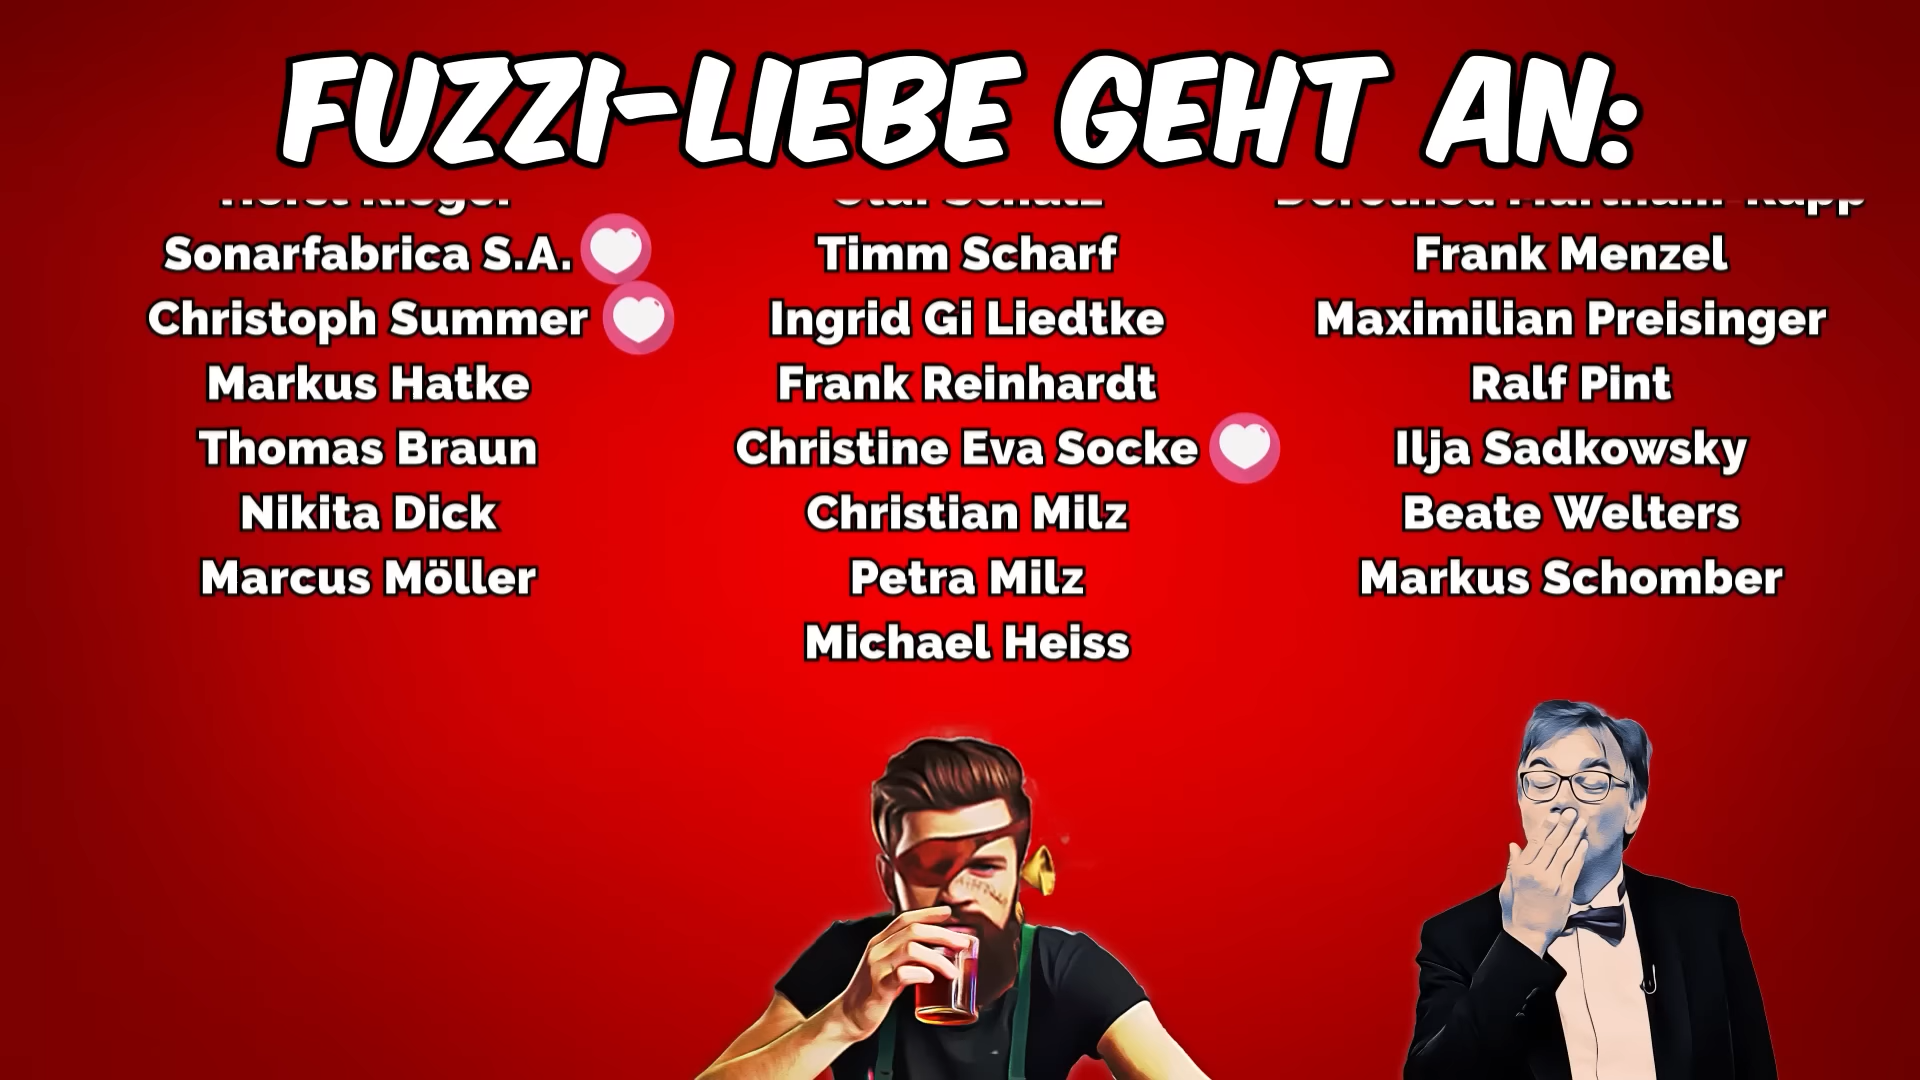 FUZZI-LIEBE GEHT AN:
Sonarfabrica S.A.
Christoph Summer
Markus Hatke
Thomas Braun
Nikita Dick
Marcus Möller
Timm Scharf
Ingrid Gi Liedtke
Frank Reinhardt
Christine Eva Socke
Christian Milz
Petra Milz
Michael Heiss
Frank Menzel
Maximilian Preisinger
Ralf Pint
Ilja Sadkowsky
Beate Welters
Markus Schomber